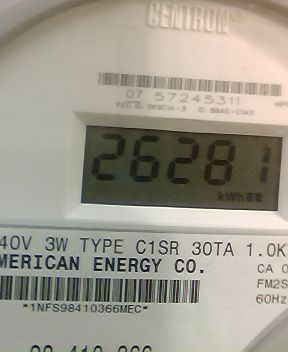 CENTRON®
07 57245311
26281
kWh
40V 3W TYPE C1SR 30TA 1.0K
MERICAN ENERGY CO.
CA 0
FM2S
60Hz
*1NFS98410366MEC*